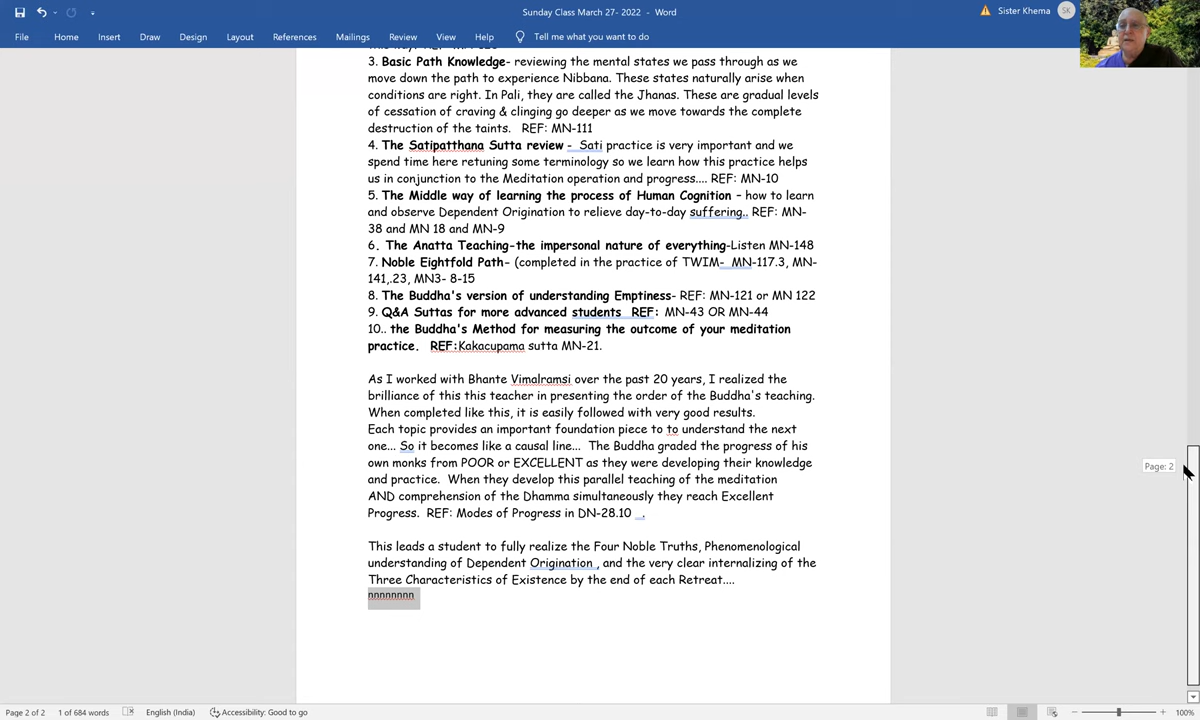 Sunday Class March 27- 2022 - Word
Sister Khema
SK
File Home Insert Draw Design Layout References Mailings Review View Help Tell me what you want to do
3. Basic Path Knowledge- reviewing the mental states we pass through as we
move down the path to experience Nibbana. These states naturally arise when
conditions are right. In Pali, they are called the Jhanas. These are gradual levels
of cessation of craving & clinging go deeper as we move towards the complete
destruction of the taints. REF: MN-111
4. The Satipatthana Sutta review - Sati practice is very important and we
spend time here retuning some terminology so we learn how this practice helps
us in conjunction to the Meditation operation and progress.... REF: MN-10
5. The Middle way of learning the process of Human Cognition - how to learn
and observe Dependent Origination to relieve day-to-day suffering.. REF: MN-
38 and MN 18 and MN-9
6. The Anatta Teaching-the impersonal nature of everything-Listen MN-148
7. Noble Eightfold Path- (completed in the practice of TWIM- MN-117.3, MN-
141,.23, MN3- 8-15
8. The Buddha's version of understanding Emptiness- REF: MN-121 or MN 122
9. Q&A Suttas for more advanced students REF: MN-43 OR MN-44
10.. the Buddha's Method for measuring the outcome of your meditation
practice. REF:Kakacupama sutta MN-21.
As I worked with Bhante Vimalramsi over the past 20 years, I realized the
brilliance of this this teacher in presenting the order of the Buddha's teaching.
When completed like this, it is easily followed with very good results.
Each topic provides an important foundation piece to to understand the next
one... So it becomes like a causal line... The Buddha graded the progress of his
own monks from POOR or EXCELLENT as they were developing their knowledge
and practice. When they develop this parallel teaching of the meditation
AND comprehension of the Dhamma simultaneously they reach Excellent
Progress. REF: Modes of Progress in DN-28.10 .
This leads a student to fully realize the Four Noble Truths, Phenomenological
understanding of Dependent Origination , and the very clear internalizing of the
Three Characteristics of Existence by the end of each Retreat....
nnnnnnnn
Page: 2
Page 2 of 2 1 of 684 words English (India) Accessibility: Good to go 100%